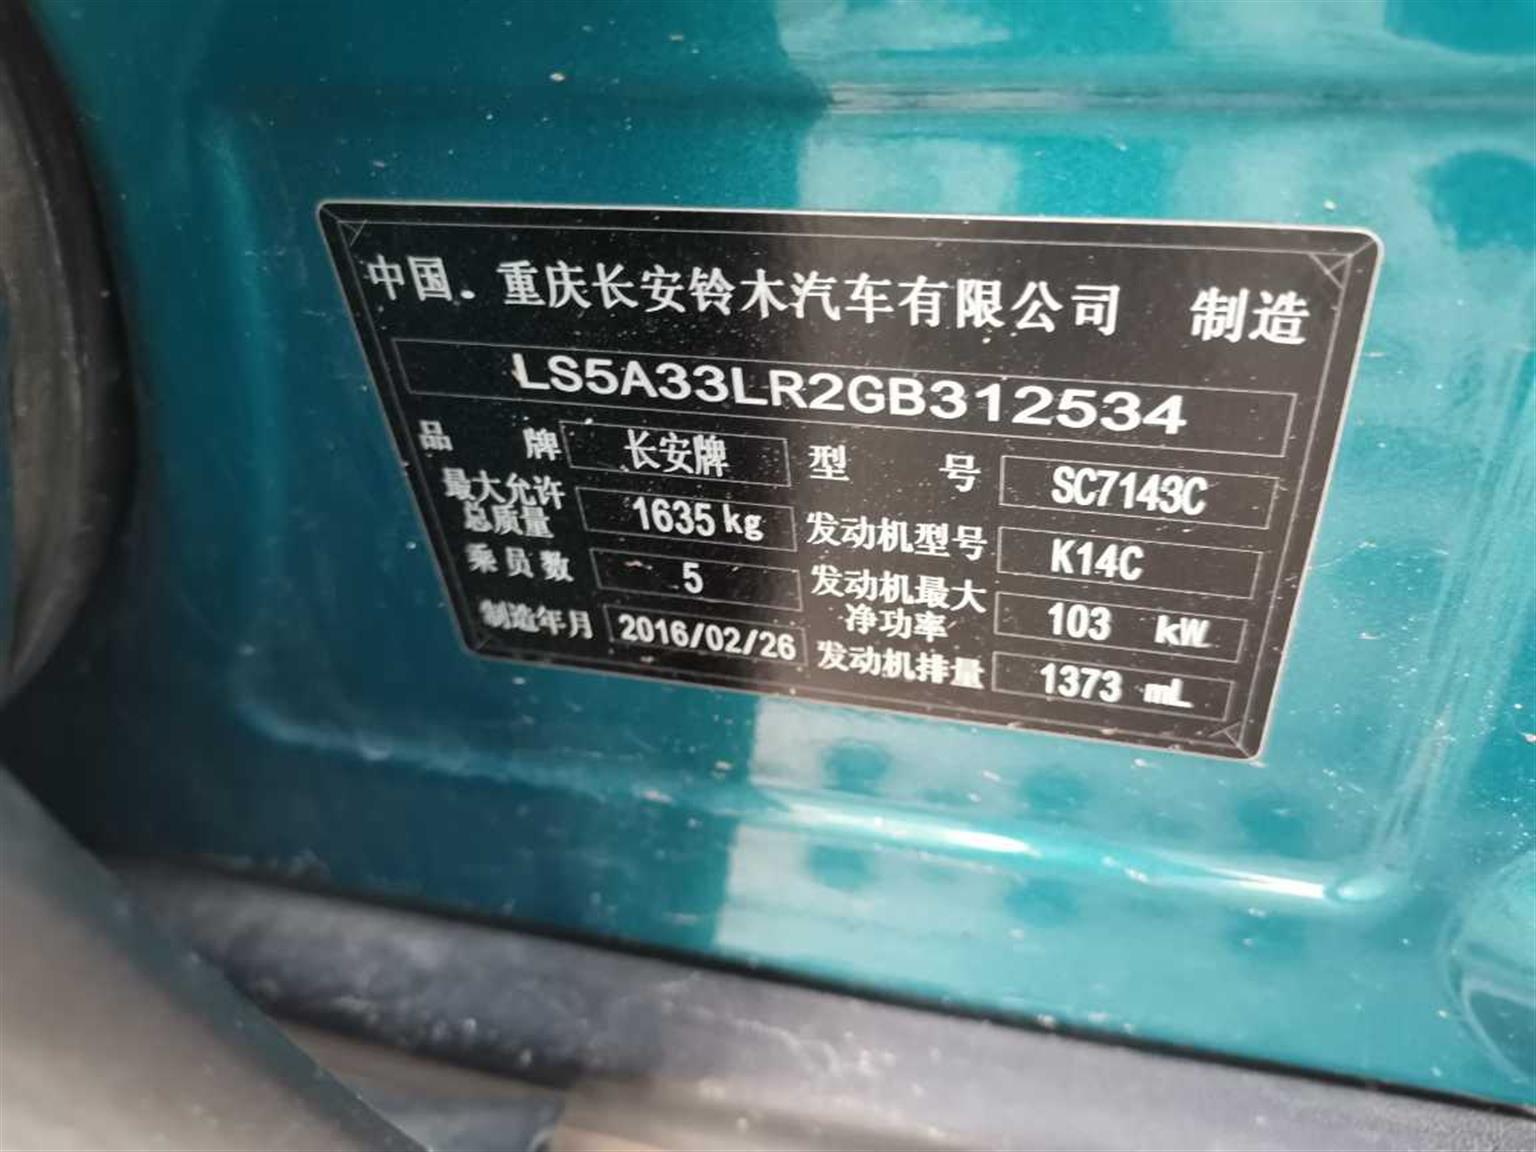 中国.重庆长安铃木汽车有限公司 制造
LS5A33LR2GB312534
品 牌 长安牌 型 号 SC7143C
最大允许总质量 1635kg 发动机型号 K14C
乘员数 5 发动机最大净功率 103 kW
制造年月 2016/02/26 发动机排量 1373 mL